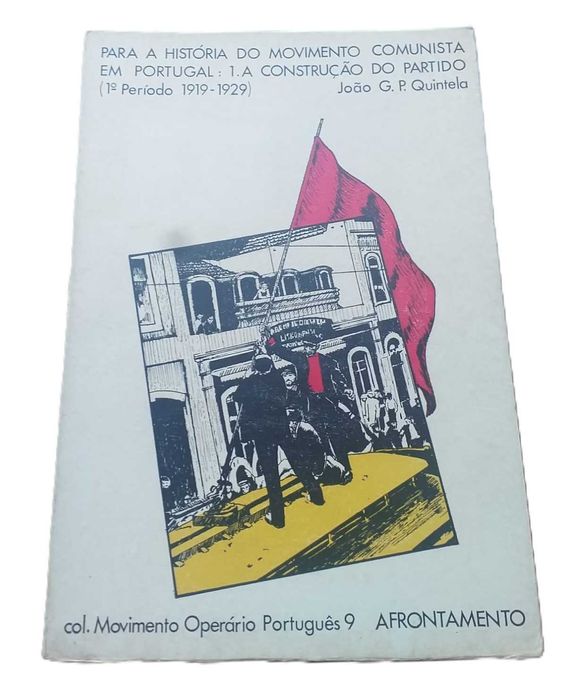 PARA A HISTÓRIA DO MOVIMENTO COMUNISTA
EM PORTUGAL: 1. A CONSTRUÇÃO DO PARTIDO
(1º Período 1919-1929) João G. P. Quintela
col. Movimento Operário Português 9 AFRONTAMENTO